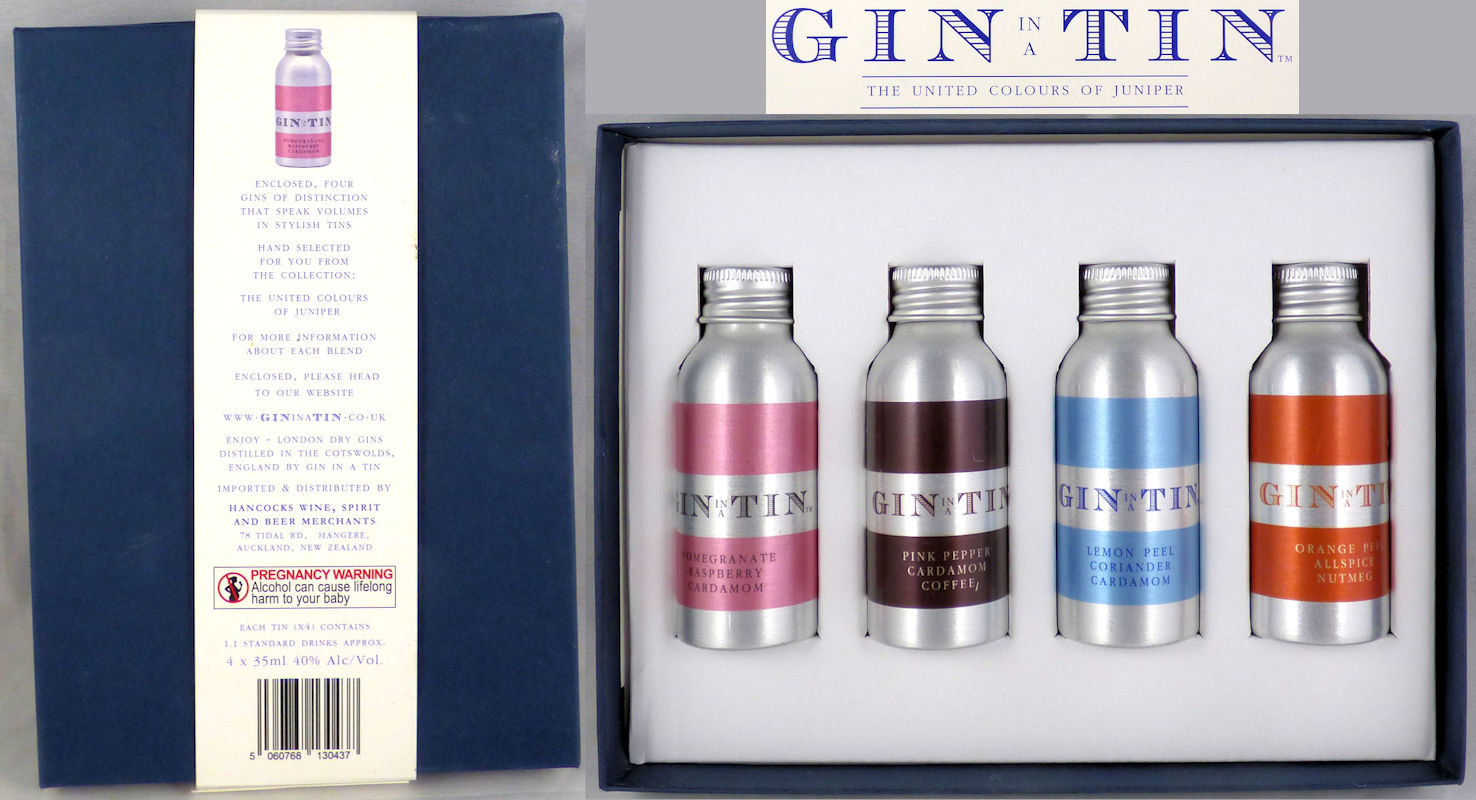 GIN IN A TIN
POMEGRANATE
RASPBERRY
CARDAMOM
ENCLOSED, FOUR
GINS OF DISTINCTION
THAT SPEAK VOLUMES
IN STYLISH TINS
HAND SELECTED
FOR YOU FROM
THE COLLECTION:
THE UNITED COLOURS
OF JUNIPER
FOR MORE INFORMATION
ABOUT EACH BLEND
ENCLOSED, PLEASE HEAD
TO OUR WEBSITE
WWW·GININATIN·CO·UK
ENJOY - LONDON DRY GINS
DISTILLED IN THE COTSWOLDS,
ENGLAND BY GIN IN A TIN
IMPORTED & DISTRIBUTED BY
HANCOCKS WINE, SPIRIT
AND BEER MERCHANTS
78 TIDAL RD, MANGERE,
AUCKLAND, NEW ZEALAND
PREGNANCY WARNING
Alcohol can cause lifelong
harm to your baby
EACH TIN (X4) CONTAINS
1.1 STANDARD DRINKS APPROX.
4 x 35ml 40% Alc/Vol.
5 060768 130437
GIN IN A TIN™
THE UNITED COLOURS OF JUNIPER
GIN IN A TIN™
POMEGRANATE
RASPBERRY
CARDAMOM
GIN IN A TIN
PINK PEPPER
CARDAMOM
COFFEE
GIN IN A TIN
LEMON PEEL
CORIANDER
CARDAMOM
GIN IN A TIN
ORANGE PEEL
ALLSPICE
NUTMEG